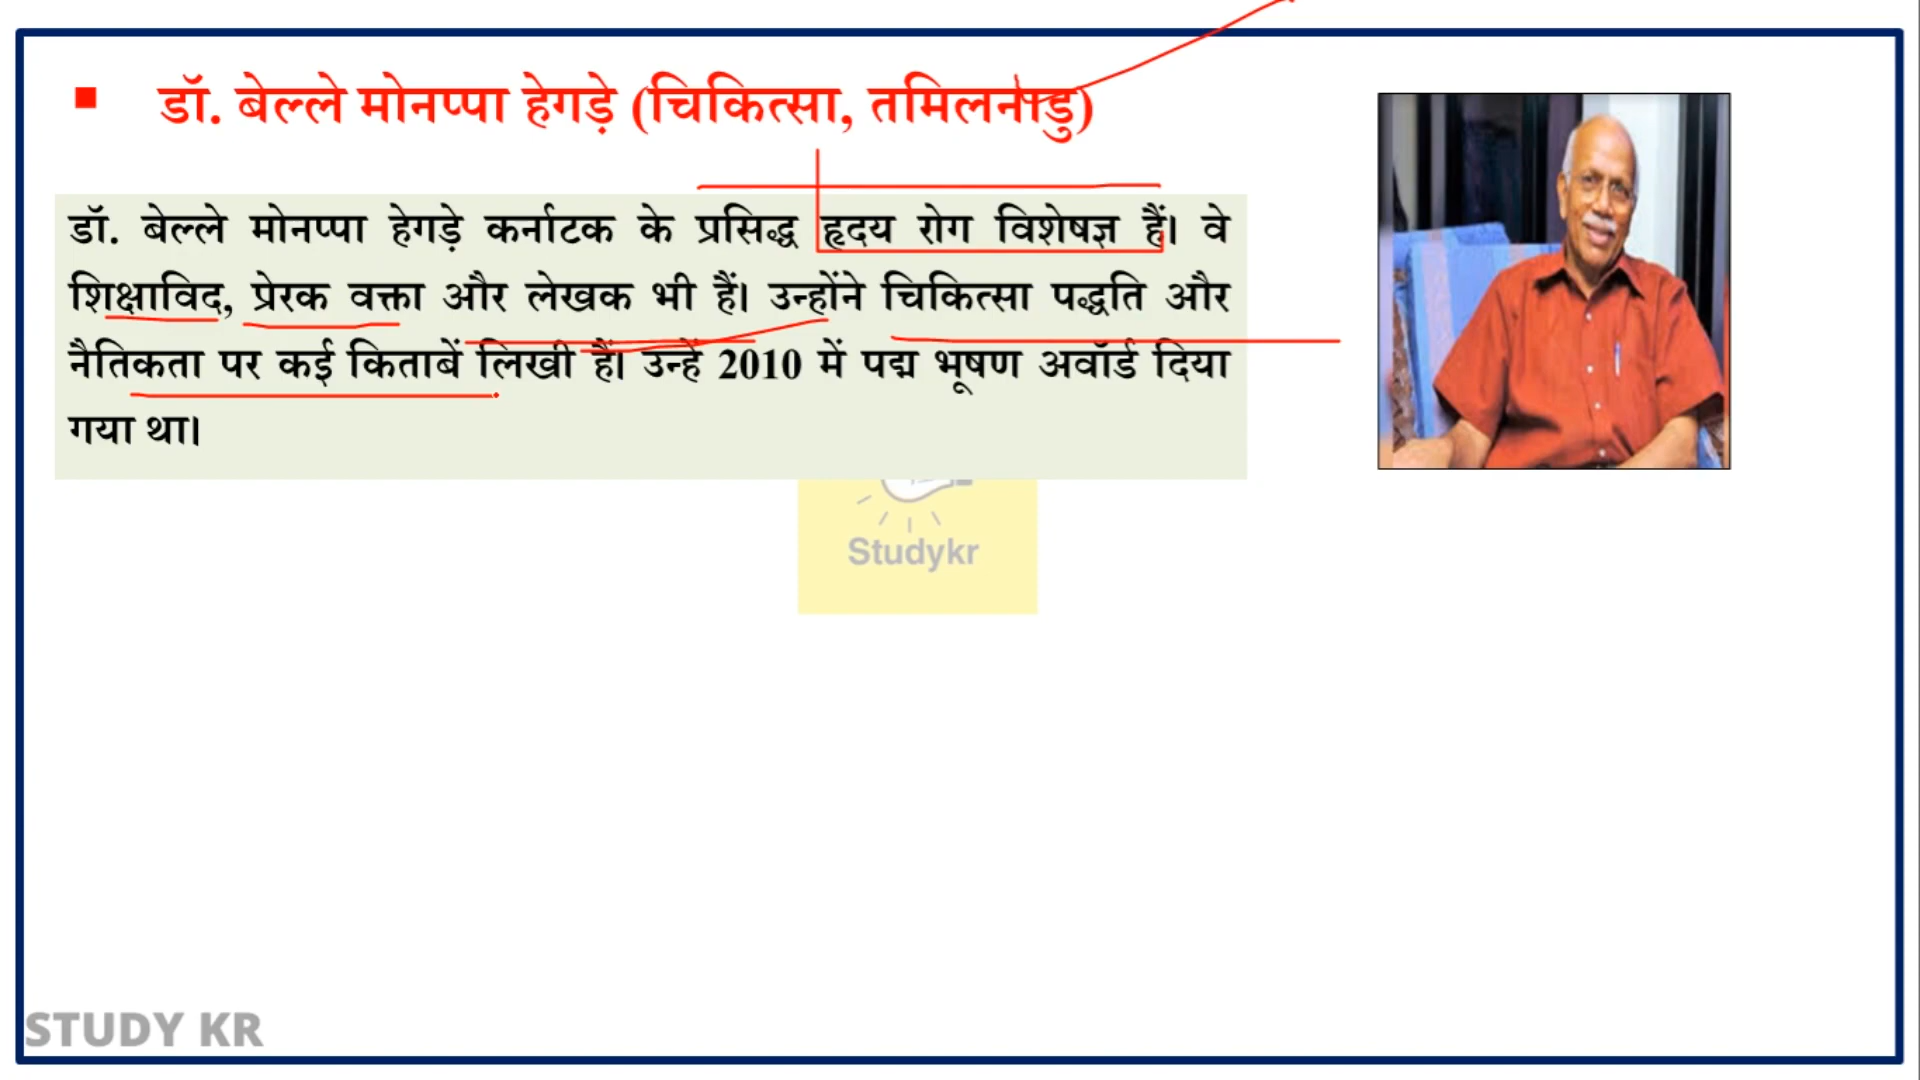 ▪ डॉ. बेल्ले मोनप्पा हेगड़े (चिकित्सा, तमिलनाडु)
डॉ. बेल्ले मोनप्पा हेगड़े कर्नाटक के प्रसिद्ध हृदय रोग विशेषज्ञ हैं। वे
शिक्षाविद, प्रेरक वक्ता और लेखक भी हैं। उन्होंने चिकित्सा पद्धति और
नैतिकता पर कई किताबें लिखी हैं। उन्हें 2010 में पद्म भूषण अवॉर्ड दिया
गया था।
Studykr
STUDY KR